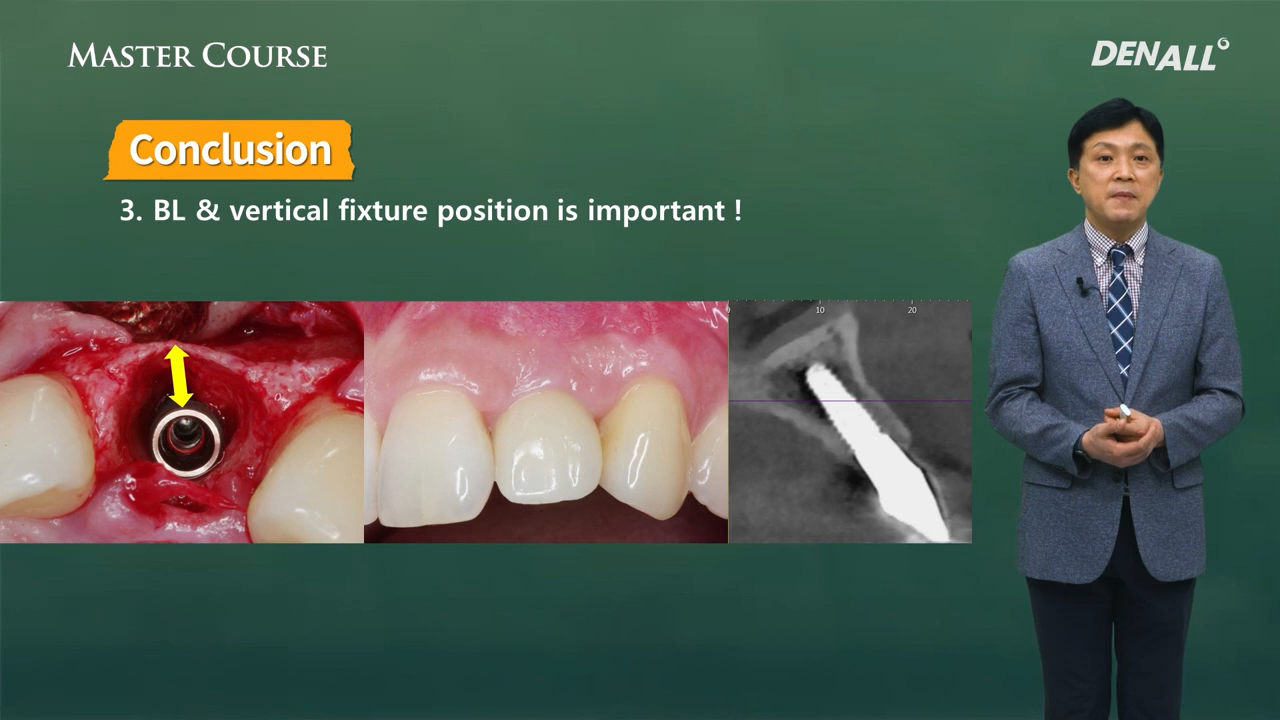 MASTER COURSE
DENALL
Conclusion
3. BL & vertical fixture position is important !
10
20